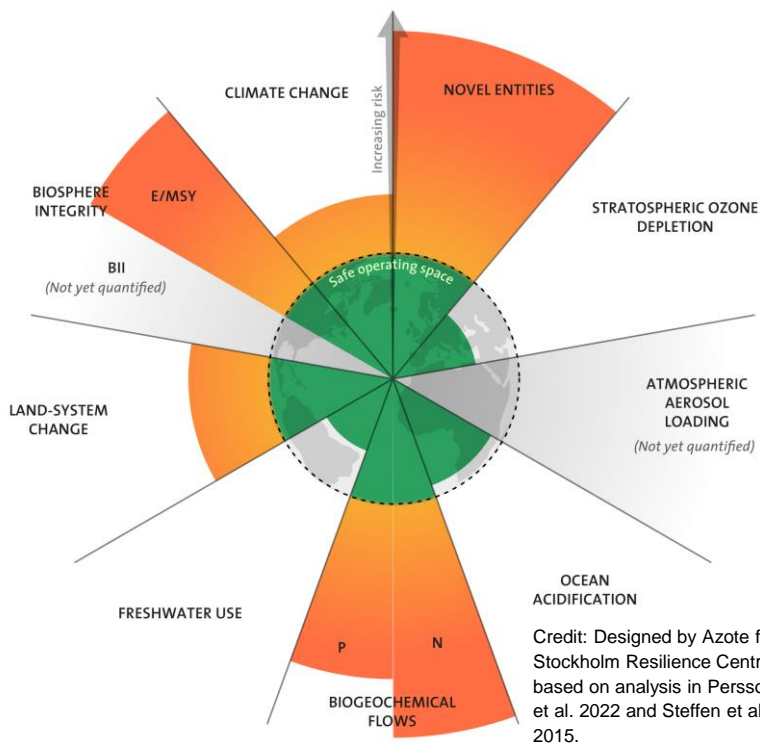 CLIMATE CHANGE
NOVEL ENTITIES
Increasing risk
BIOSPHERE
INTEGRITY
E/MSY
BII
(Not yet quantified)
STRATOSPHERIC OZONE
DEPLETION
Safe operating space
LAND-SYSTEM
CHANGE
ATMOSPHERIC
AEROSOL
LOADING
(Not yet quantified)
FRESHWATER USE
P
N
BIOGEOCHEMICAL
FLOWS
OCEAN
ACIDIFICATION
Credit: Designed by Azote f
Stockholm Resilience Centr
based on analysis in Persso
et al. 2022 and Steffen et al
2015.